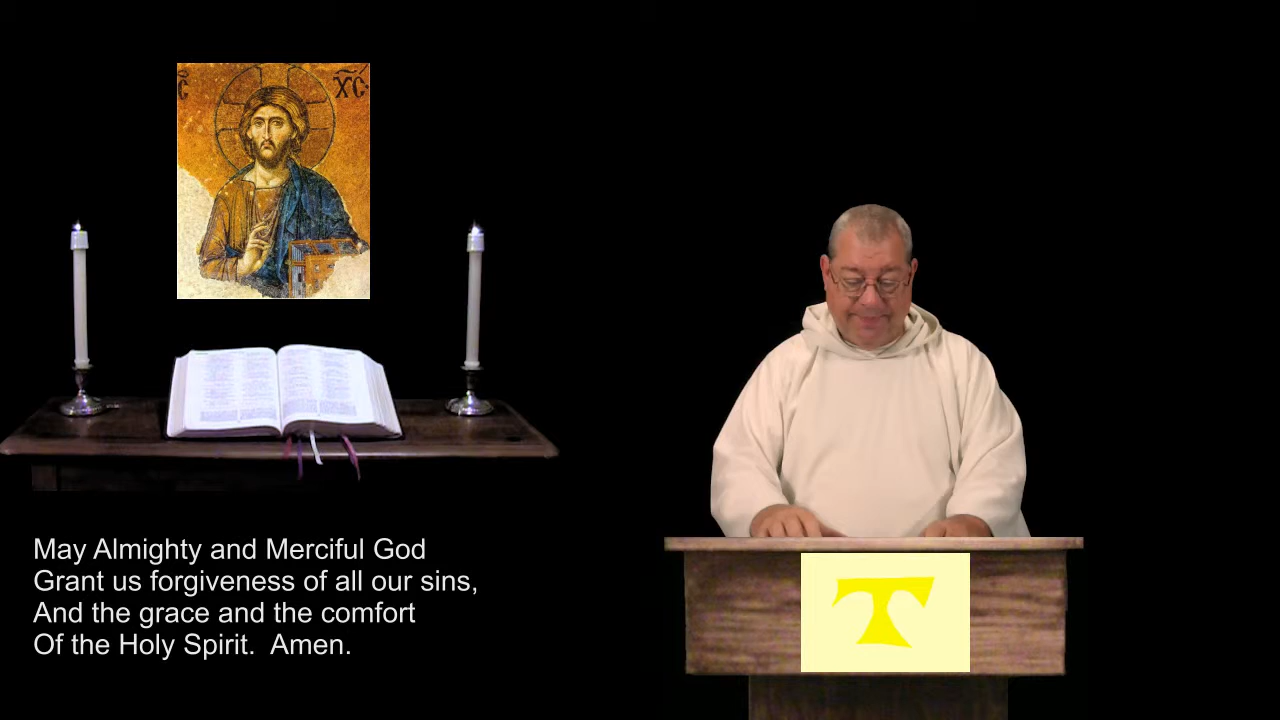 XC
May Almighty and Merciful God
Grant us forgiveness of all our sins,
And the grace and the comfort
Of the Holy Spirit.  Amen.